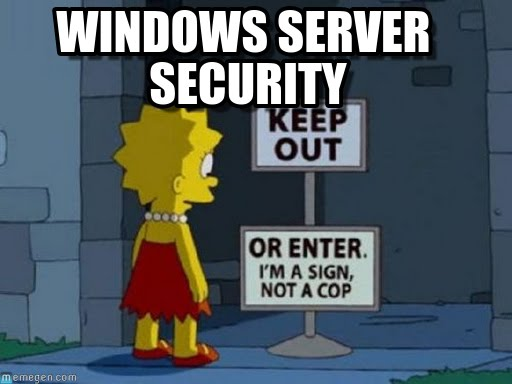 WINDOWS SERVER
SECURITY
KEEP
OUT
OR ENTER.
I'M A SIGN,
NOT A COP
memegen.com